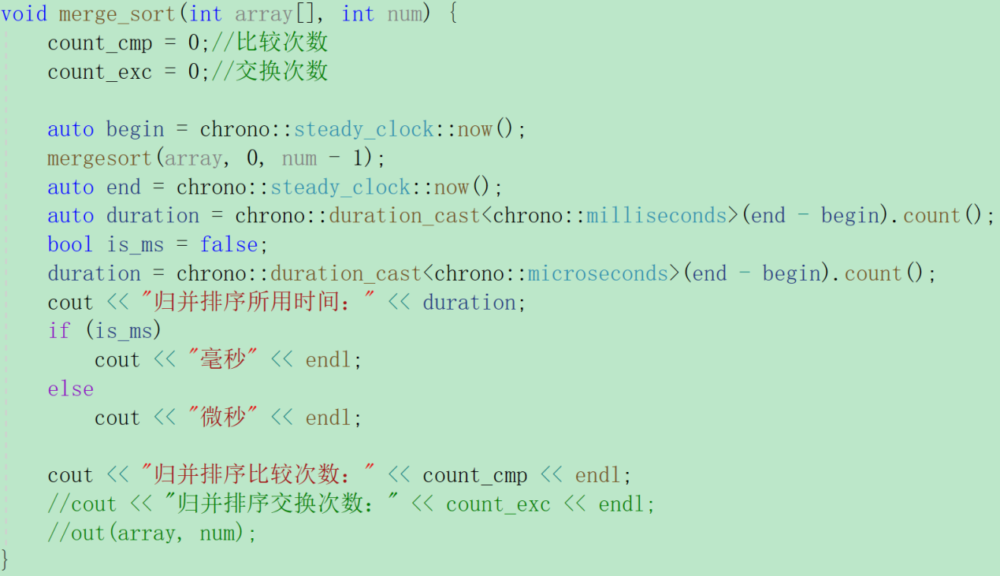 void merge_sort(int array[], int num) {
    count_cmp = 0;//比较次数
    count_exc = 0;//交换次数

    auto begin = chrono::steady_clock::now();
    mergesort(array, 0, num - 1);
    auto end = chrono::steady_clock::now();
    auto duration = chrono::duration_cast<chrono::milliseconds>(end - begin).count();
    bool is_ms = false;
    duration = chrono::duration_cast<chrono::microseconds>(end - begin).count();
    cout << "归并排序所用时间：" << duration;
    if (is_ms)
        cout << "毫秒" << endl;
    else
        cout << "微秒" << endl;

    cout << "归并排序比较次数：" << count_cmp << endl;
    //cout << "归并排序交换次数：" << count_exc << endl;
    //out(array, num);
}